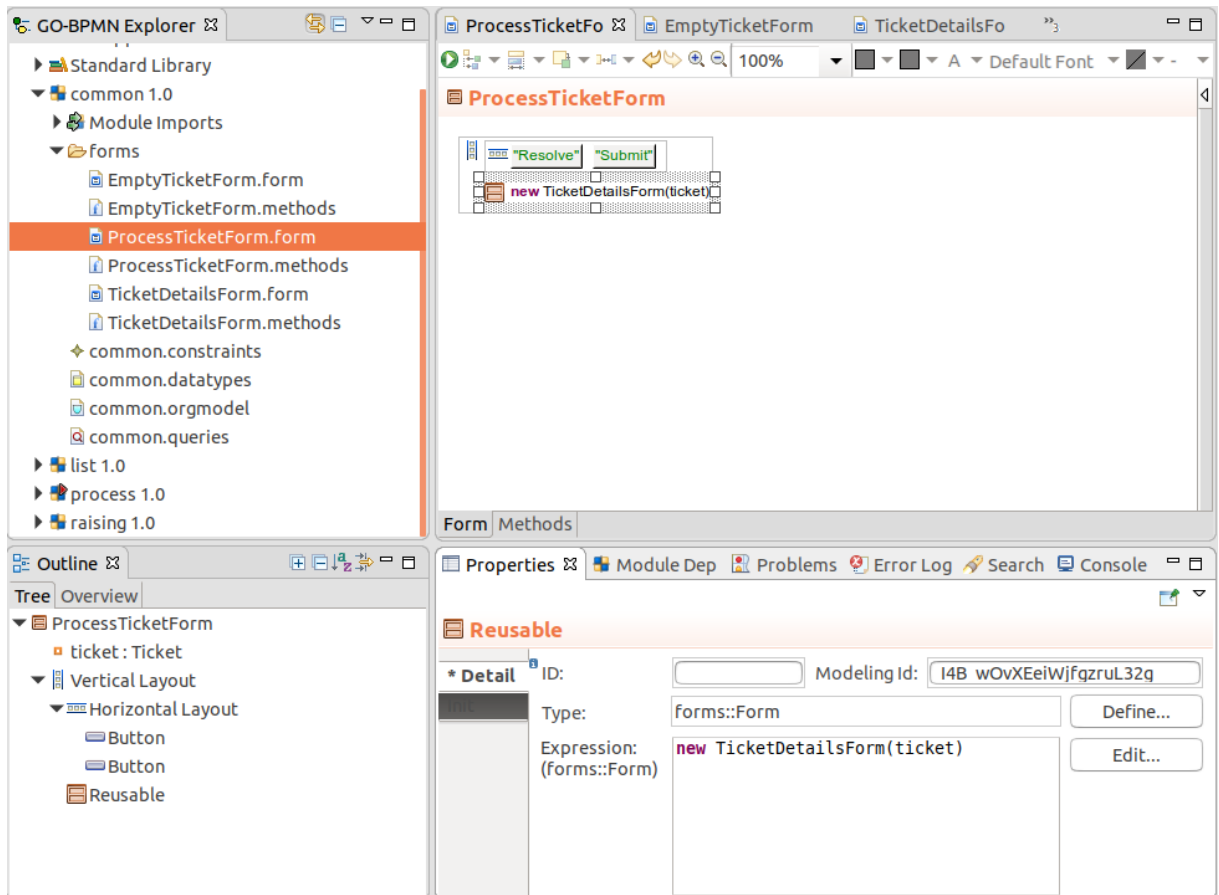 GO-BPMN Explorer
Standard Library
common 1.0
Module Imports
forms
EmptyTicketForm.form
EmptyTicketForm.methods
ProcessTicketForm.form
ProcessTicketForm.methods
TicketDetailsForm.form
TicketDetailsForm.methods
common.constraints
common.datatypes
common.orgmodel
common.queries
list 1.0
process 1.0
raising 1.0
ProcessTicketFo EmptyTicketForm TicketDetailsFo »3
100% A Default Font -
ProcessTicketForm
"Resolve" "Submit"
new TicketDetailsForm(ticket)
Form Methods
Outline
Tree Overview
ProcessTicketForm
ticket : Ticket
Vertical Layout
Horizontal Layout
Button
Button
Reusable
Properties Module Dep Problems Error Log Search Console
Reusable
* Detail
Init
ID: Modeling Id: _I4B_wOvXEeiWjfgzruL32g
Type: forms::Form Define...
Expression: new TicketDetailsForm(ticket) Edit...
(forms::Form)